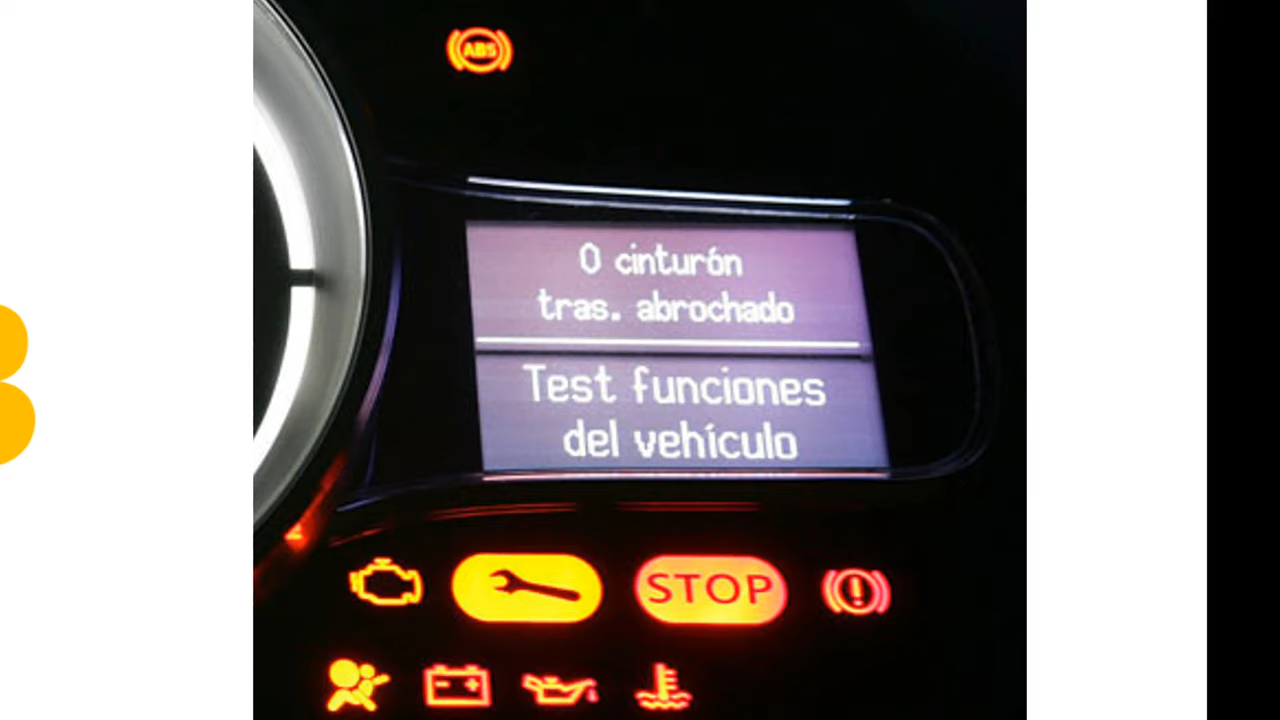 ABS
0 cinturón
tras. abrochado
Test funciones
del vehículo
STOP